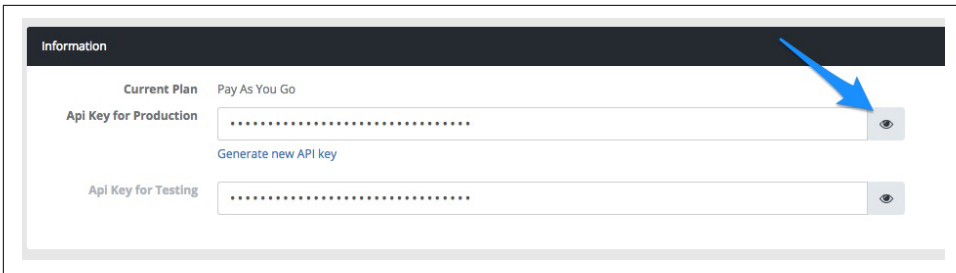 Information
Current Plan Pay As You Go
Api Key for Production ································
Generate new API key
Api Key for Testing ································